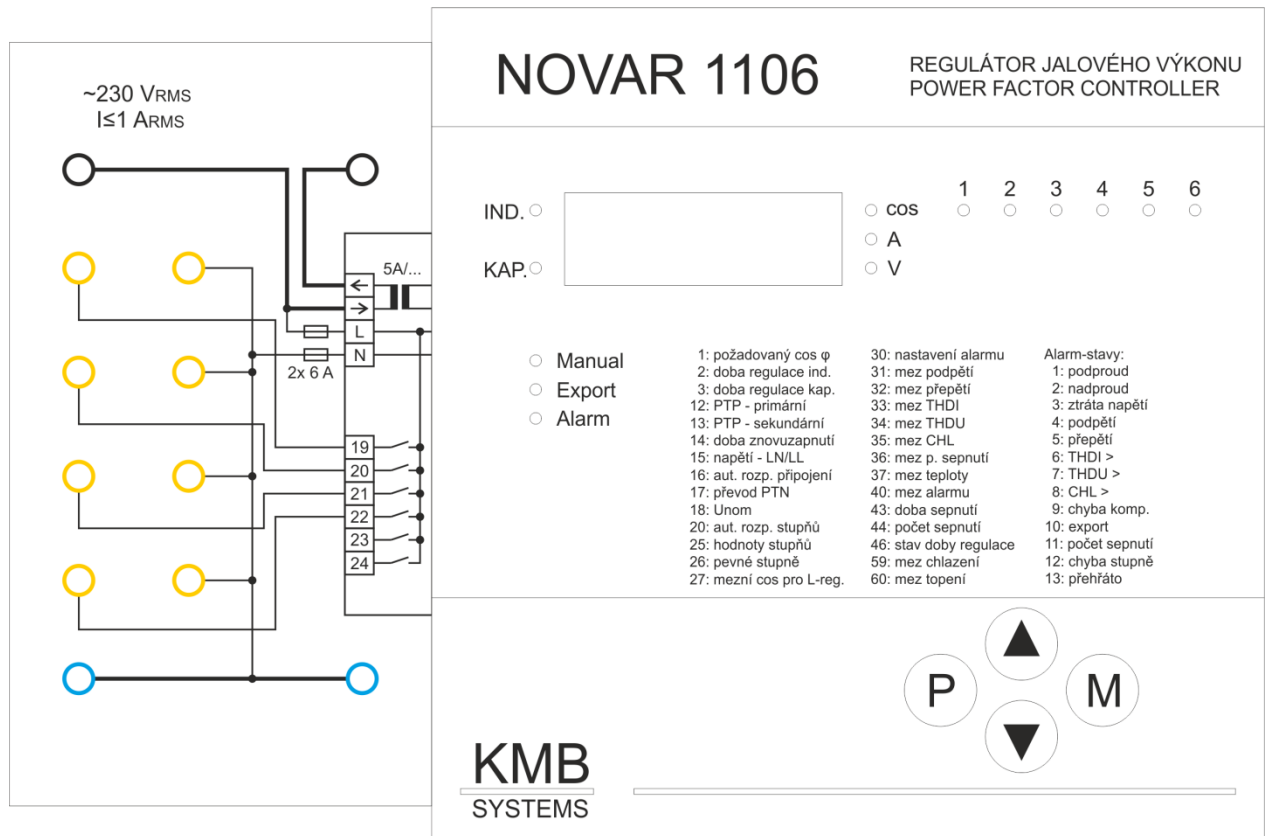 ~230 VRMS
I≤1 ARMS
5A/...
←
→
L
N
2x 6 A
19
20
21
22
23
24
NOVAR 1106
REGULÁTOR JALOVÉHO VÝKONU
POWER FACTOR CONTROLLER
IND.
KAP.
cos
A
V
1 2 3 4 5 6
Manual
Export
Alarm
1: požadovaný cos φ
2: doba regulace ind.
3: doba regulace kap.
12: PTP - primární
13: PTP - sekundární
14: doba znovuzapnutí
15: napětí - LN/LL
16: aut. rozp. připojení
17: převod PTN
18: Unom
20: aut. rozp. stupňů
25: hodnoty stupňů
26: pevné stupně
27: mezní cos pro L-reg.
30: nastavení alarmu
31: mez podpětí
32: mez přepětí
33: mez THDI
34: mez THDU
35: mez CHL
36: mez p. sepnutí
37: mez teploty
40: mez alarmu
43: doba sepnutí
44: počet sepnutí
46: stav doby regulace
59: mez chlazení
60: mez topení
Alarm-stavy:
1: podproud
2: nadproud
3: ztráta napětí
4: podpětí
5: přepětí
6: THDI >
7: THDU >
8: CHL >
9: chyba komp.
10: export
11: počet sepnutí
12: chyba stupně
13: přehřáto
P
M
KMB
SYSTEMS